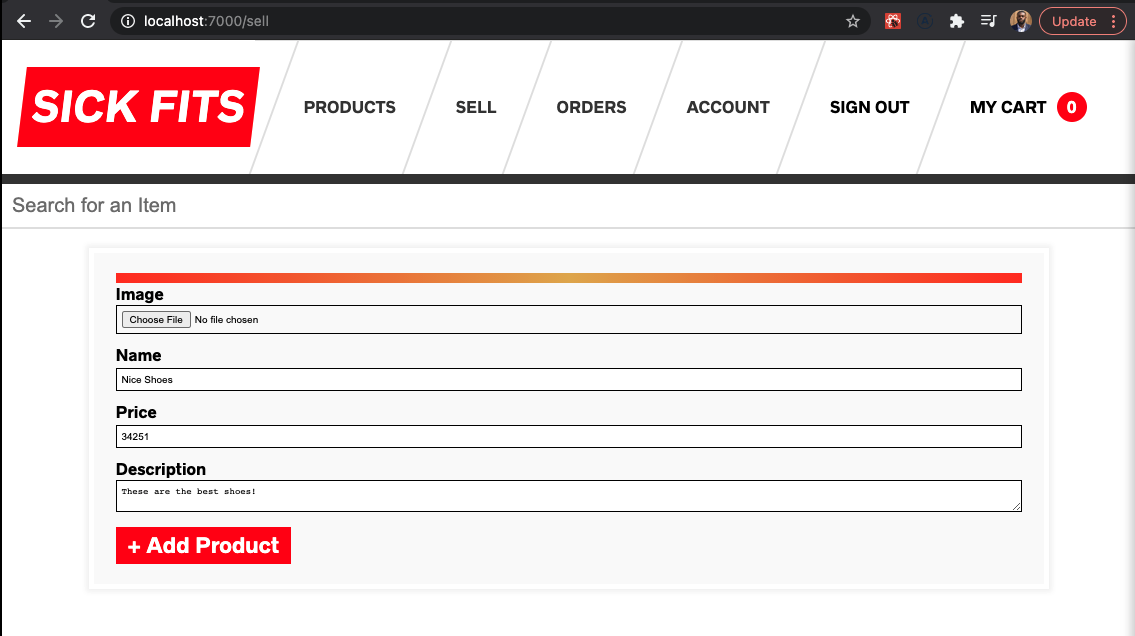 localhost:7000/sell
Update
SICK FITS
PRODUCTS
SELL
ORDERS
ACCOUNT
SIGN OUT
MY CART 0
Search for an Item
Image
Choose File No file chosen
Name
Nice Shoes
Price
34251
Description
These are the best shoes!
+ Add Product